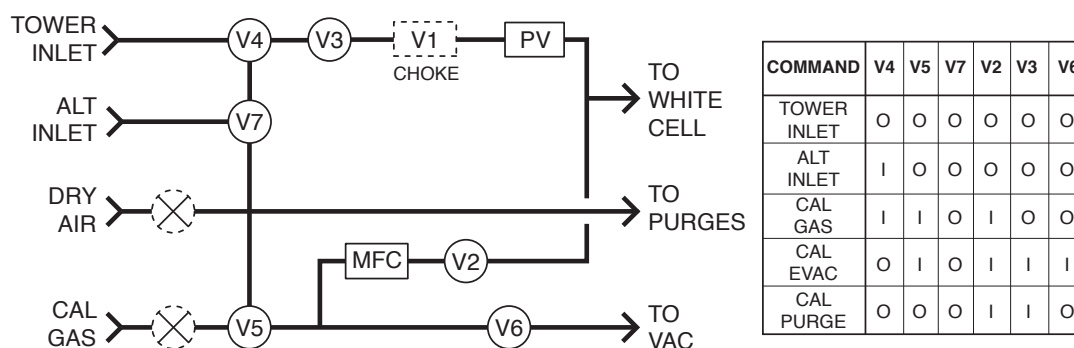 TOWER
INLET
V4
V3
V1
PV
CHOKE
ALT
INLET
V7
TO
WHITE
CELL
DRY
AIR
TO
PURGES
MFC
V2
CAL
GAS
V5
V6
TO
VAC
COMMAND V4 V5 V7 V2 V3 V6
TOWER
INLET O O O O O O
ALT
INLET I O O O O O
CAL
GAS I I O I O O
CAL
EVAC O I O I I I
CAL
PURGE O O O I I O